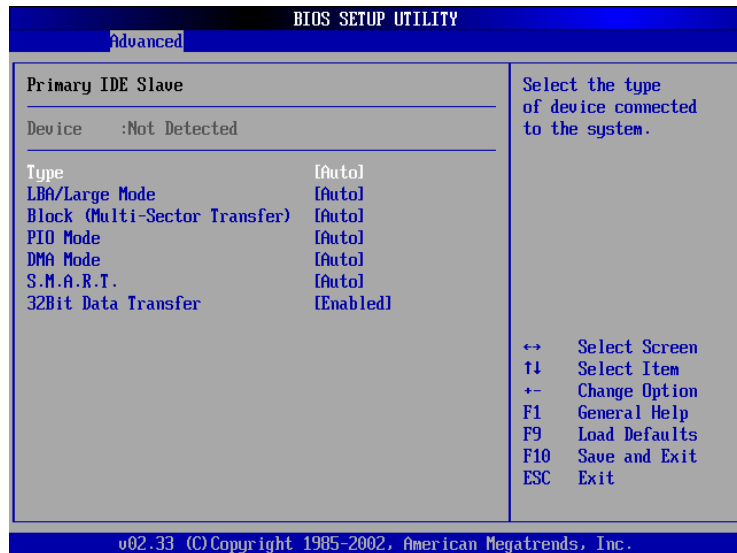 BIOS SETUP UTILITY
Advanced
Primary IDE Slave
Device :Not Detected
Type [Auto]
LBA/Large Mode [Auto]
Block (Multi-Sector Transfer) [Auto]
PIO Mode [Auto]
DMA Mode [Auto]
S.M.A.R.T. [Auto]
32Bit Data Transfer [Enabled]
Select the type
of device connected
to the system.
↔ Select Screen
↑↓ Select Item
+- Change Option
F1 General Help
F9 Load Defaults
F10 Save and Exit
ESC Exit
v02.33 (C)Copyright 1985-2002, American Megatrends, Inc.